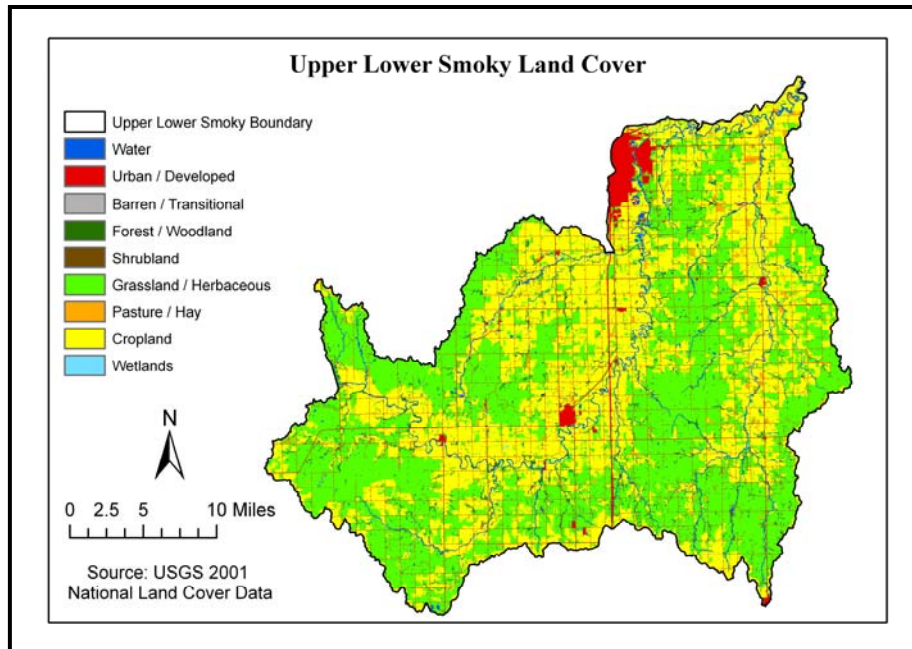 Upper Lower Smoky Land Cover
Upper Lower Smoky Boundary
Water
Urban / Developed
Barren / Transitional
Forest / Woodland
Shrubland
Grassland / Herbaceous
Pasture / Hay
Cropland
Wetlands
N
0 2.5 5 10 Miles
Source: USGS 2001
National Land Cover Data